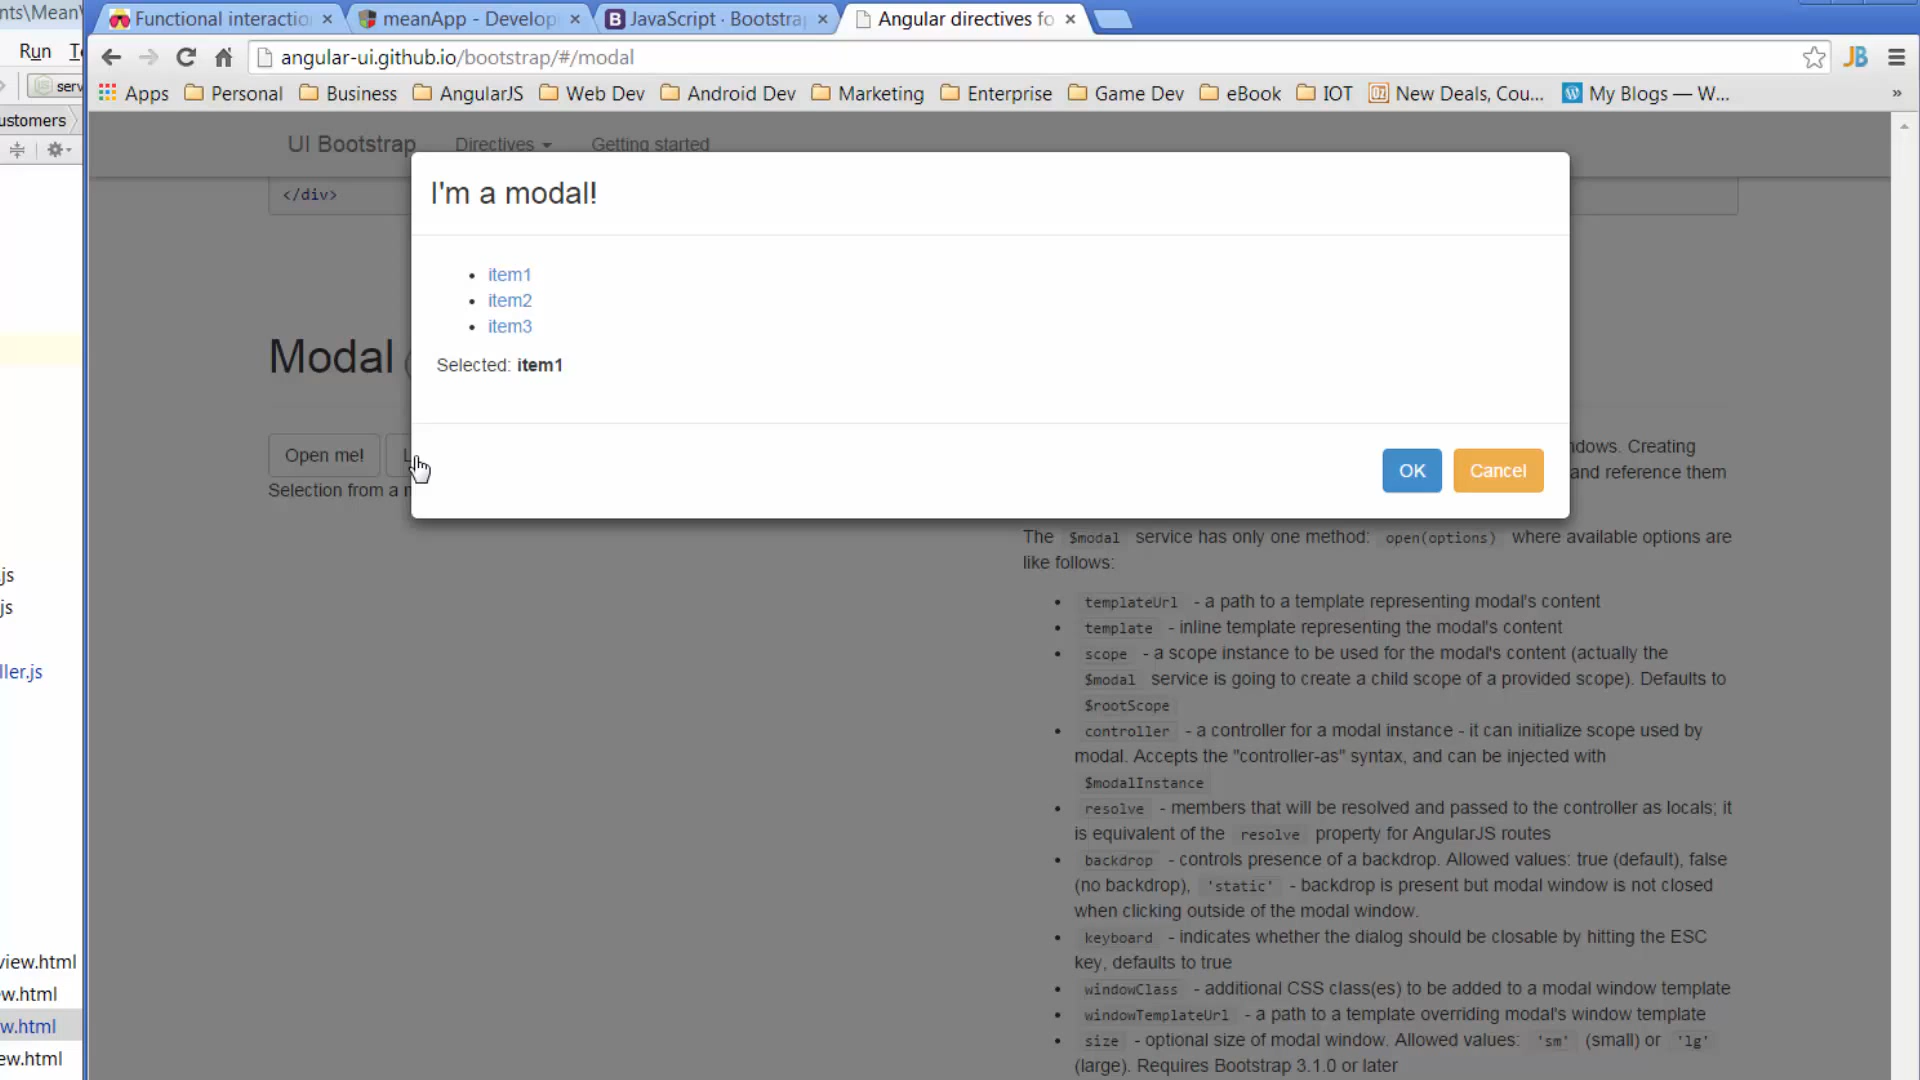 nts\MeanV
Run
serv
ustomers
js
js
ller.js
view.html
w.html
w.html
ew.html
Functional interactio
meanApp - Develop
JavaScript · Bootstra
Angular directives fo
angular-ui.github.io/bootstrap/#/modal
Apps Personal Business AngularJS Web Dev Android Dev Marketing Enterprise Game Dev eBook IOT New Deals, Cou... My Blogs — W... »
UI Bootstrap Directives Getting started
</div>
I'm a modal!
item1
item2
item3
Selected: item1
OK Cancel
Modal
Open me!
Selection from a m
ndows. Creating
and reference them
The $modal service has only one method: open(options) where available options are
like follows:
templateUrl - a path to a template representing modal's content
template - inline template representing the modal's content
scope - a scope instance to be used for the modal's content (actually the
$modal service is going to create a child scope of a provided scope). Defaults to
$rootScope
controller - a controller for a modal instance - it can initialize scope used by
modal. Accepts the "controller-as" syntax, and can be injected with
$modalInstance
resolve - members that will be resolved and passed to the controller as locals; it
is equivalent of the resolve property for AngularJS routes
backdrop - controls presence of a backdrop. Allowed values: true (default), false
(no backdrop), 'static' - backdrop is present but modal window is not closed
when clicking outside of the modal window.
keyboard - indicates whether the dialog should be closable by hitting the ESC
key, defaults to true
windowClass - additional CSS class(es) to be added to a modal window template
windowTemplateUrl - a path to a template overriding modal's window template
size - optional size of modal window. Allowed values: 'sm' (small) or 'lg'
(large). Requires Bootstrap 3.1.0 or later